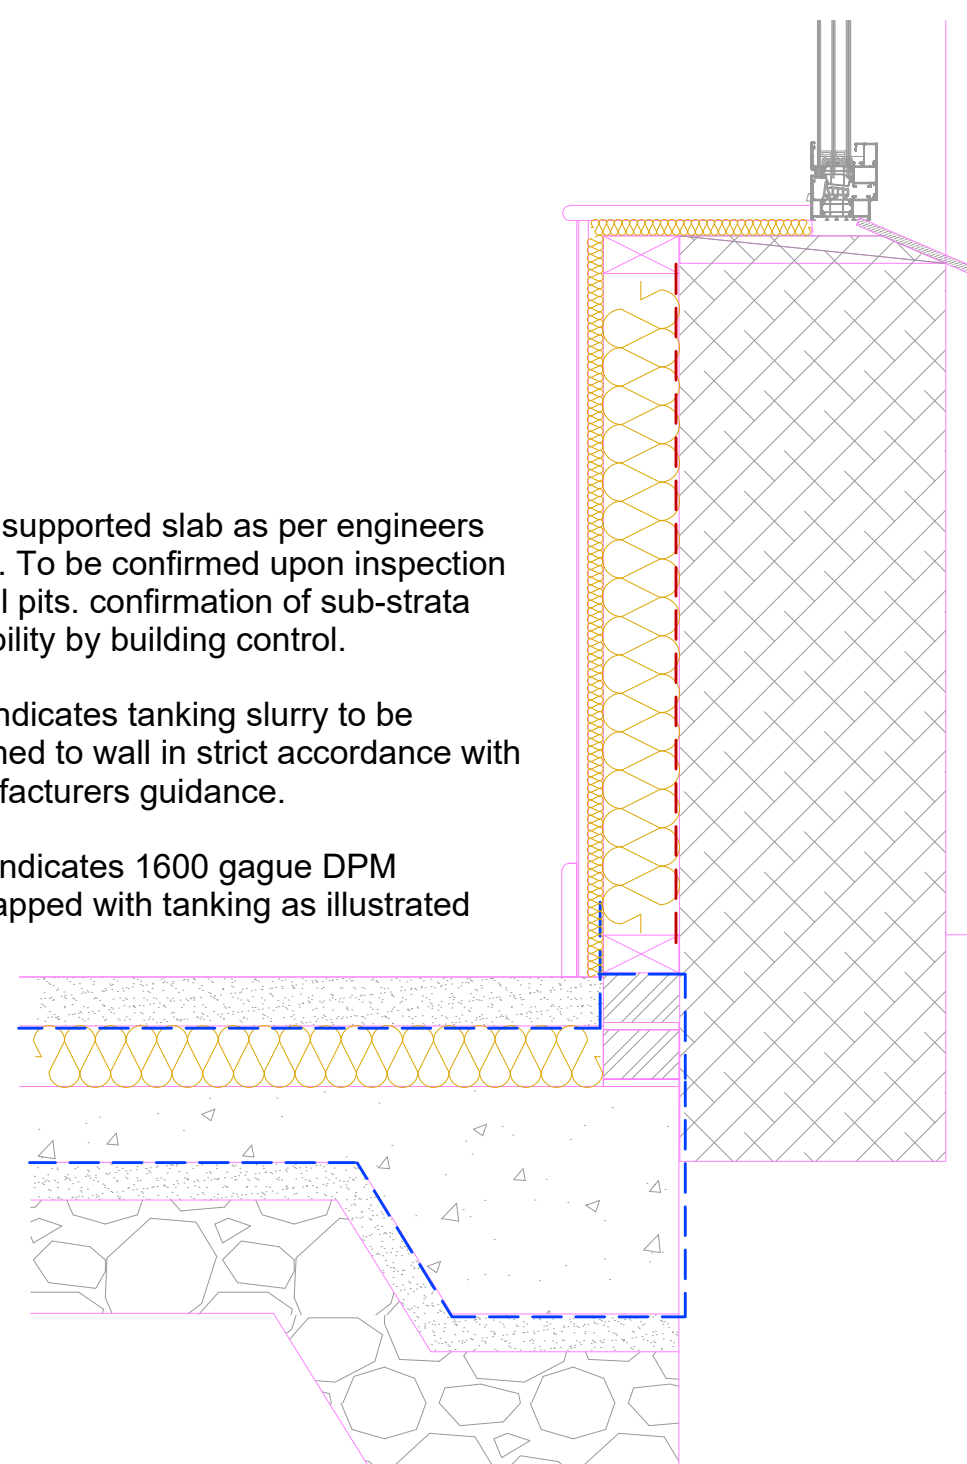 supported slab as per engineers
. To be confirmed upon inspection
l pits. confirmation of sub-strata
bility by building control.
ndicates tanking slurry to be
ned to wall in strict accordance with
facturers guidance.
ndicates 1600 gague DPM
apped with tanking as illustrated